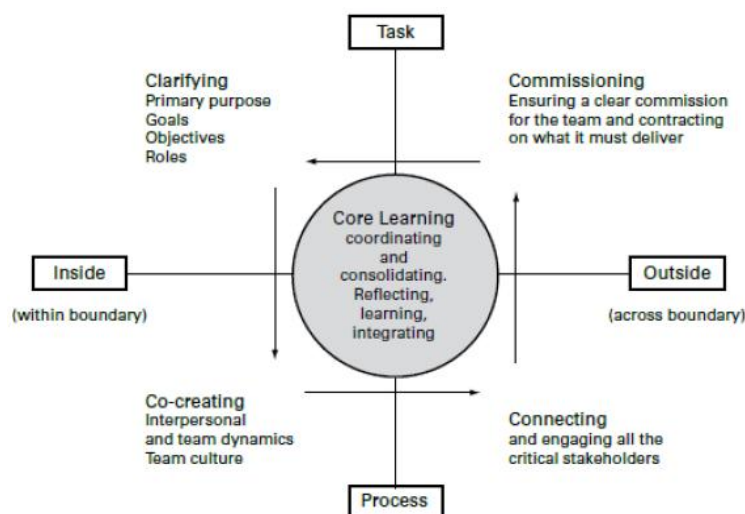 Task
Clarifying
Primary purpose
Goals
Objectives
Roles
Commissioning
Ensuring a clear commission
for the team and contracting
on what it must deliver
Core Learning
coordinating
and
consolidating.
Reflecting,
learning,
integrating
Inside
(within boundary)
Outside
(across boundary)
Co-creating
Interpersonal
and team dynamics
Team culture
Connecting
and engaging all the
critical stakeholders
Process